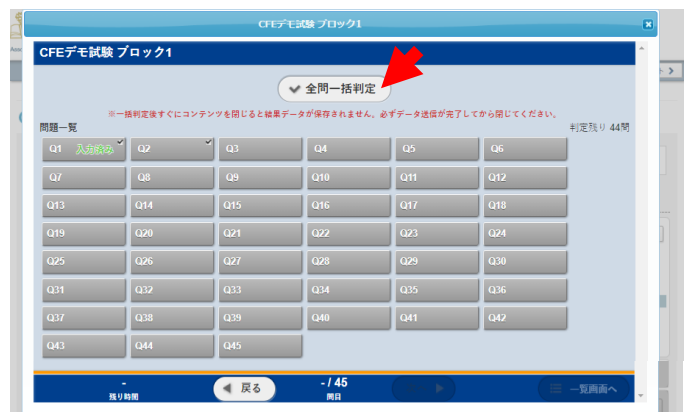 CFEデモ試験 ブロック1
CFEデモ試験 ブロック1
全問一括判定
※一括判定後すぐにコンテンツを閉じると結果データが保存されません。必ずデータ送信が完了してから閉じてください。
問題一覧
判定残り 44問
Q1 入力済み Q2 Q3 Q4 Q5 Q6
Q7 Q8 Q9 Q10 Q11 Q12
Q13 Q14 Q15 Q16 Q17 Q18
Q19 Q20 Q21 Q22 Q23 Q24
Q25 Q26 Q27 Q28 Q29 Q30
Q31 Q32 Q33 Q34 Q35 Q36
Q37 Q38 Q39 Q40 Q41 Q42
Q43 Q44 Q45
- 戻る - / 45 一覧画面へ
残り時間 問目